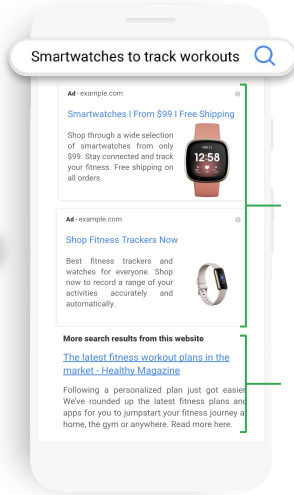 Smartwatches to track workouts
Ad · example.com
Smartwatches I From $99 I Free Shipping
Shop through a wide selection
of smartwatches from only
$99. Stay connected and track
your fitness. Free shipping on
all orders.
12:58
Ad · example.com
Shop Fitness Trackers Now
Best fitness trackers and
watches for everyone. Shop
now to record a range of your
activities accurately and
automatically.
More search results from this website
The latest fitness workout plans in the
market - Healthy Magazine
Following a personalized plan just got easier
We've rounded up the latest fitness plans and
apps for you to jumpstart your fitness journey a
home, the gym or anywhere. Read more here.